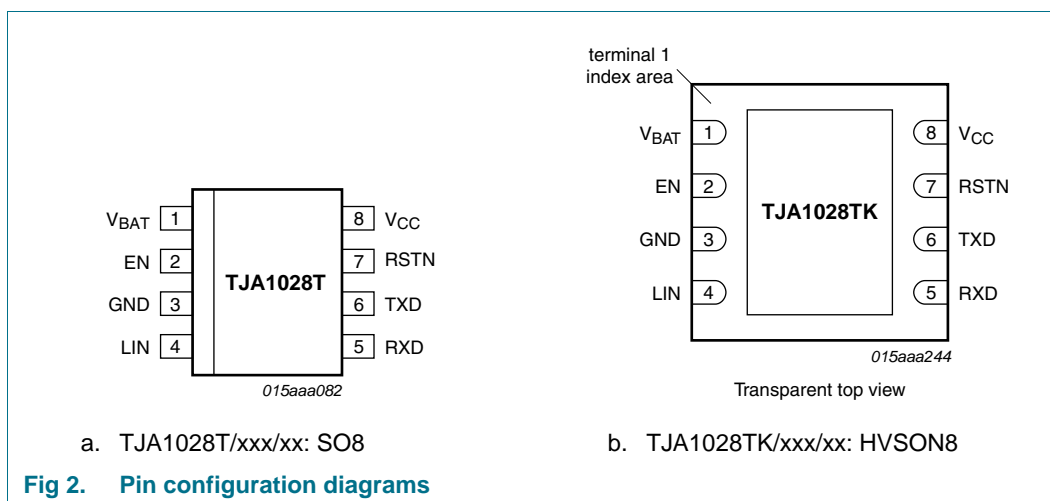 terminal 1
index area
VBAT 1
8 VCC
EN 2
7 RSTN
TJA1028TK
GND 3
6 TXD
LIN 4
5 RXD
015aaa244
Transparent top view
VBAT 1
8 VCC
EN 2
7 RSTN
TJA1028T
GND 3
6 TXD
LIN 4
5 RXD
015aaa082
a. TJA1028T/xxx/xx: SO8
b. TJA1028TK/xxx/xx: HVSON8
Fig 2. Pin configuration diagrams